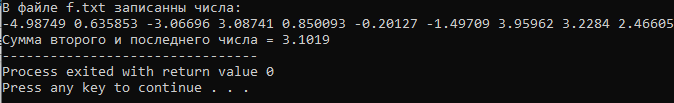 В файле f.txt записанны числа:
-4.98749 0.635853 -3.06696 3.08741 0.850093 -0.20127 -1.49709 3.95962 3.2284 2.46605
Сумма второго и последнего числа = 3.1019
--------------------------------
Process exited with return value 0
Press any key to continue . . .